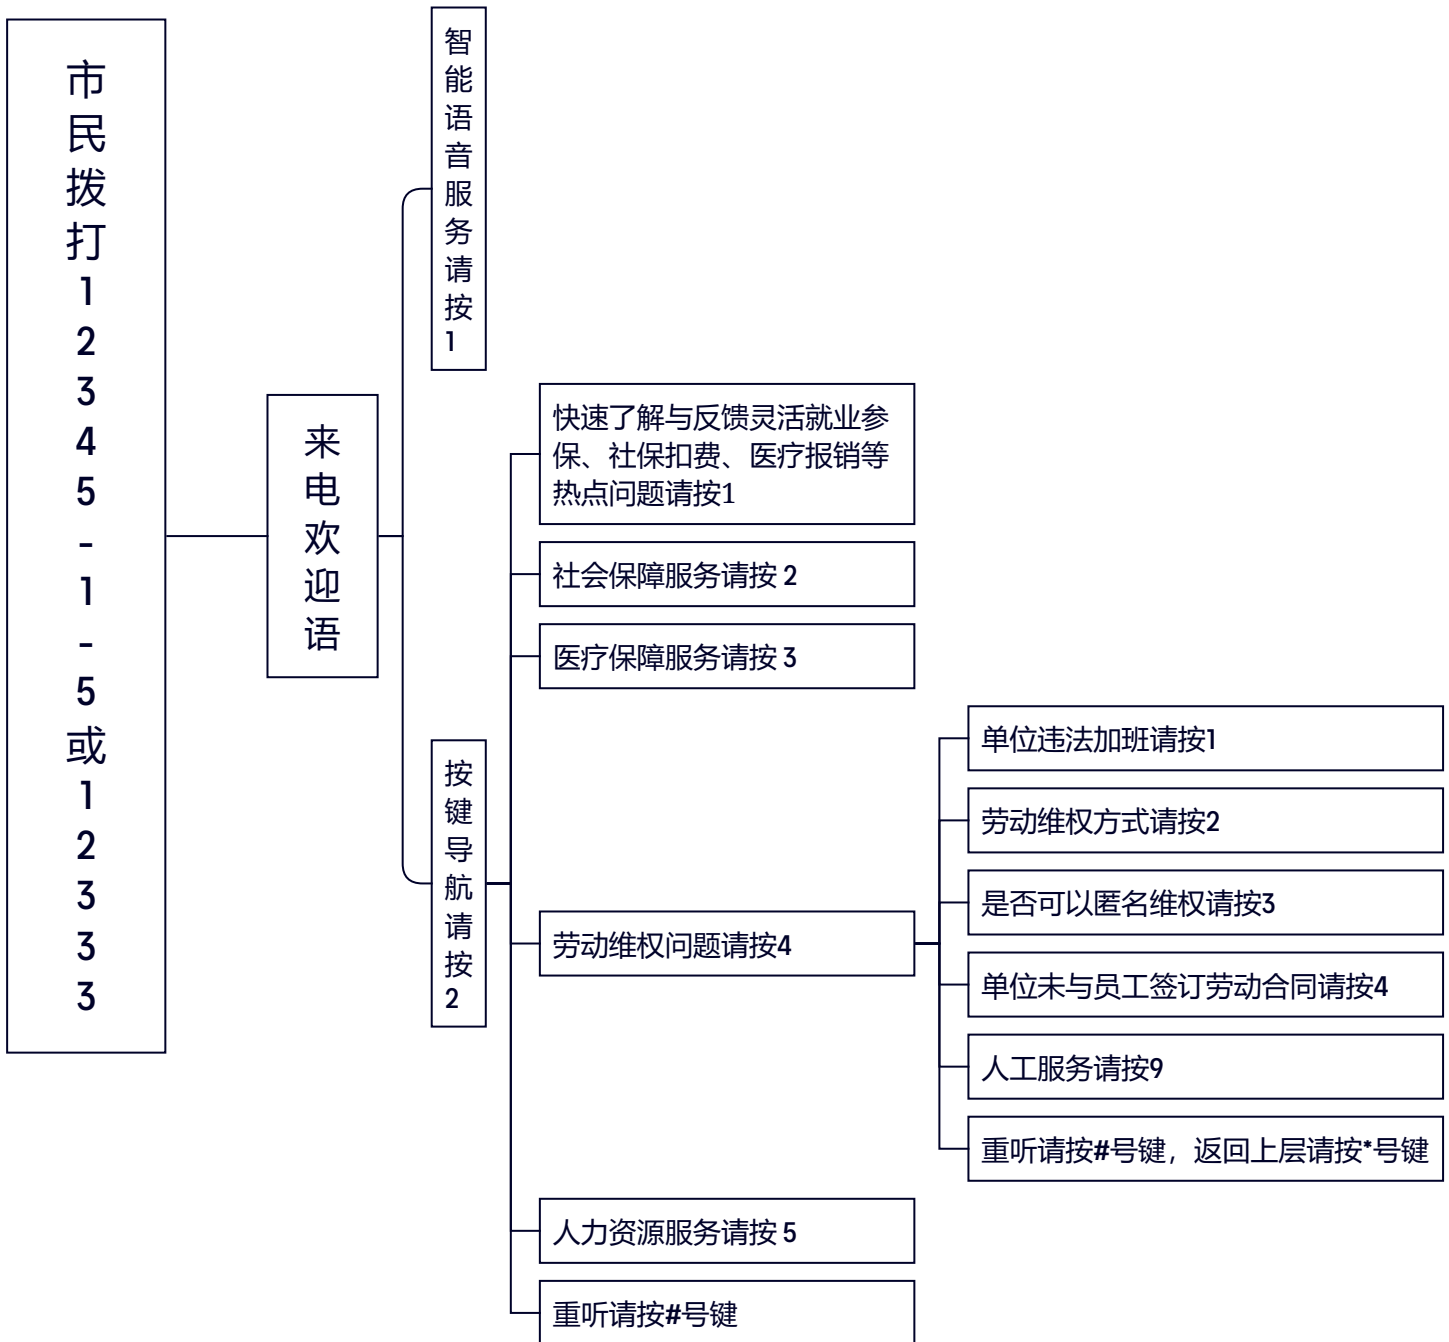 市民拨打12345-1-5或12333
来电欢迎语
智能语音服务请按1
按键导航请按2
快速了解与反馈灵活就业参
保、社保扣费、医疗报销等
热点问题请按1
社会保障服务请按 2
医疗保障服务请按 3
劳动维权问题请按4
单位违法加班请按1
劳动维权方式请按2
是否可以匿名维权请按3
单位未与员工签订劳动合同请按4
人工服务请按9
重听请按#号键，返回上层请按*号键
人力资源服务请按 5
重听请按#号键